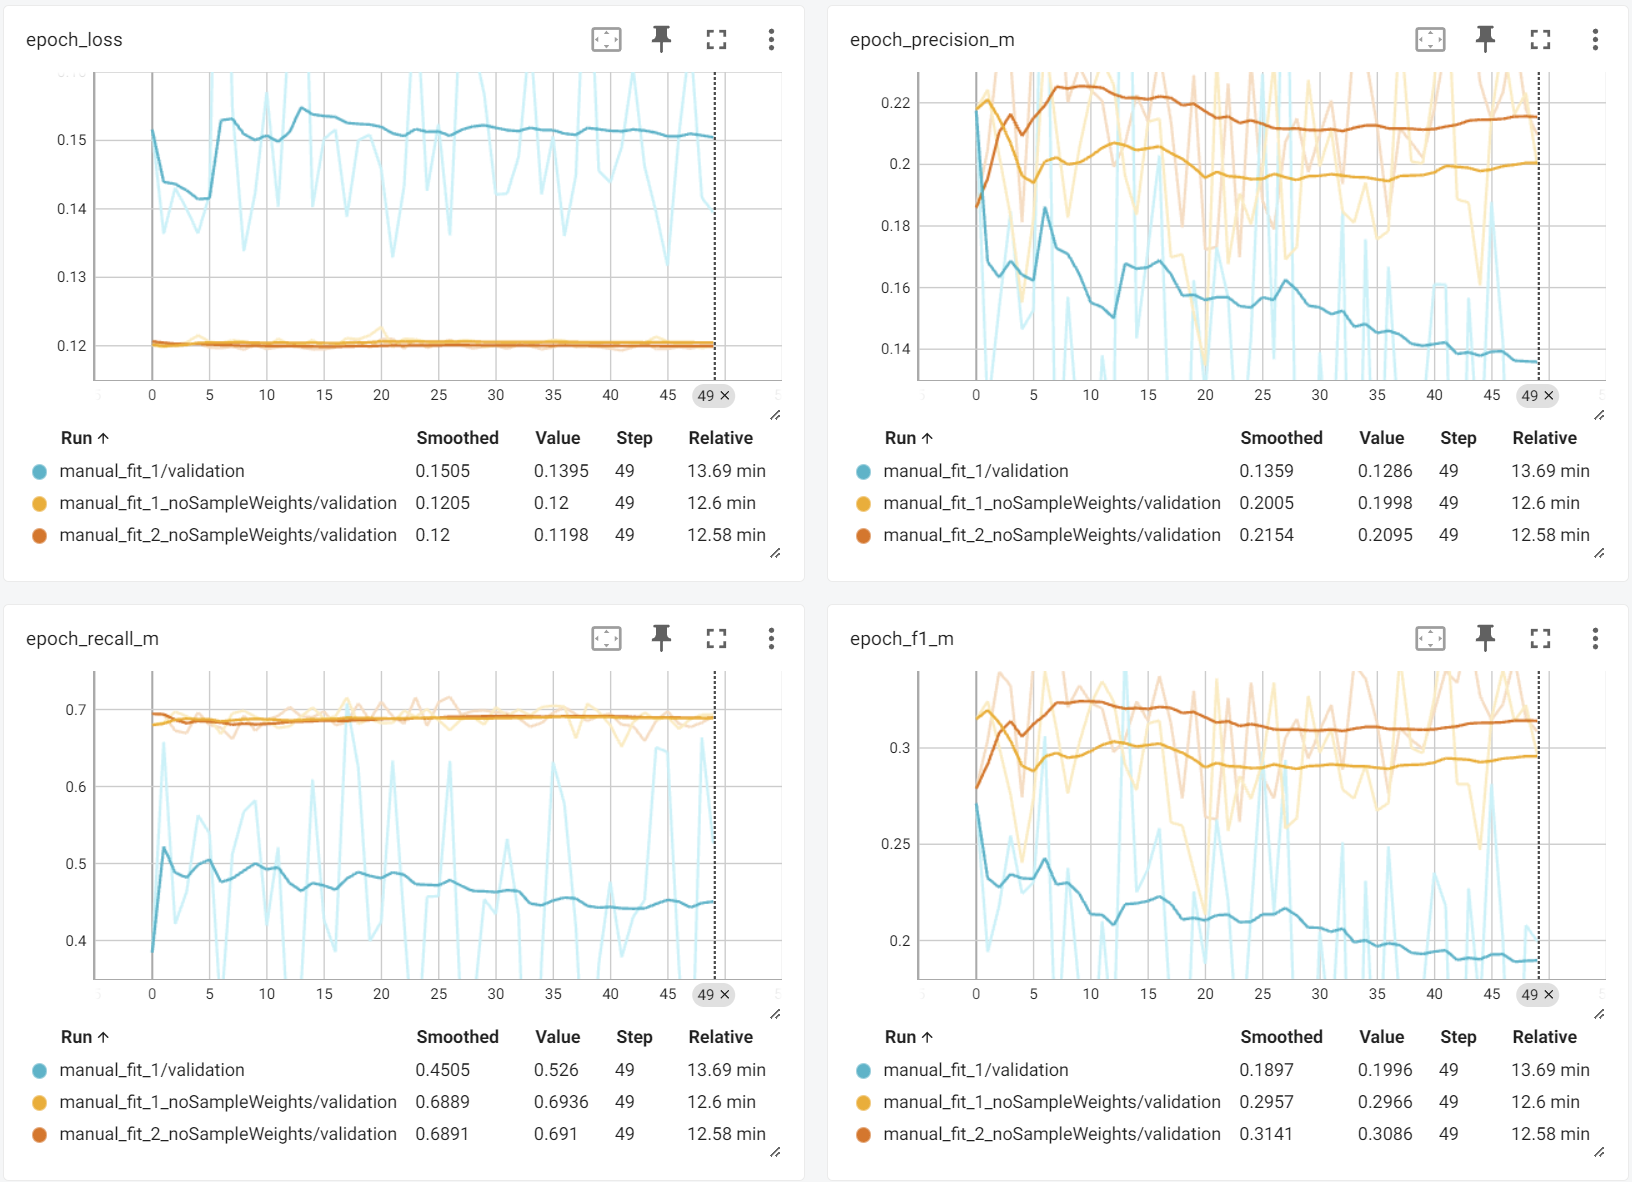 epoch_loss
0.15
0.14
0.13
0.12
0 5 10 15 20 25 30 35 40 45 49 ×
Run ↑ Smoothed Value Step Relative
manual_fit_1/validation 0.1505 0.1395 49 13.69 min
manual_fit_1_noSampleWeights/validation 0.1205 0.12 49 12.6 min
manual_fit_2_noSampleWeights/validation 0.12 0.1198 49 12.58 min
epoch_precision_m
0.22
0.2
0.18
0.16
0.14
0 5 10 15 20 25 30 35 40 45 49 ×
Run ↑ Smoothed Value Step Relative
manual_fit_1/validation 0.1359 0.1286 49 13.69 min
manual_fit_1_noSampleWeights/validation 0.2005 0.1998 49 12.6 min
manual_fit_2_noSampleWeights/validation 0.2154 0.2095 49 12.58 min
epoch_recall_m
0.7
0.6
0.5
0.4
0 5 10 15 20 25 30 35 40 45 49 ×
Run ↑ Smoothed Value Step Relative
manual_fit_1/validation 0.4505 0.526 49 13.69 min
manual_fit_1_noSampleWeights/validation 0.6889 0.6936 49 12.6 min
manual_fit_2_noSampleWeights/validation 0.6891 0.691 49 12.58 min
epoch_f1_m
0.3
0.25
0.2
0 5 10 15 20 25 30 35 40 45 49 ×
Run ↑ Smoothed Value Step Relative
manual_fit_1/validation 0.1897 0.1996 49 13.69 min
manual_fit_1_noSampleWeights/validation 0.2957 0.2966 49 12.6 min
manual_fit_2_noSampleWeights/validation 0.3141 0.3086 49 12.58 min